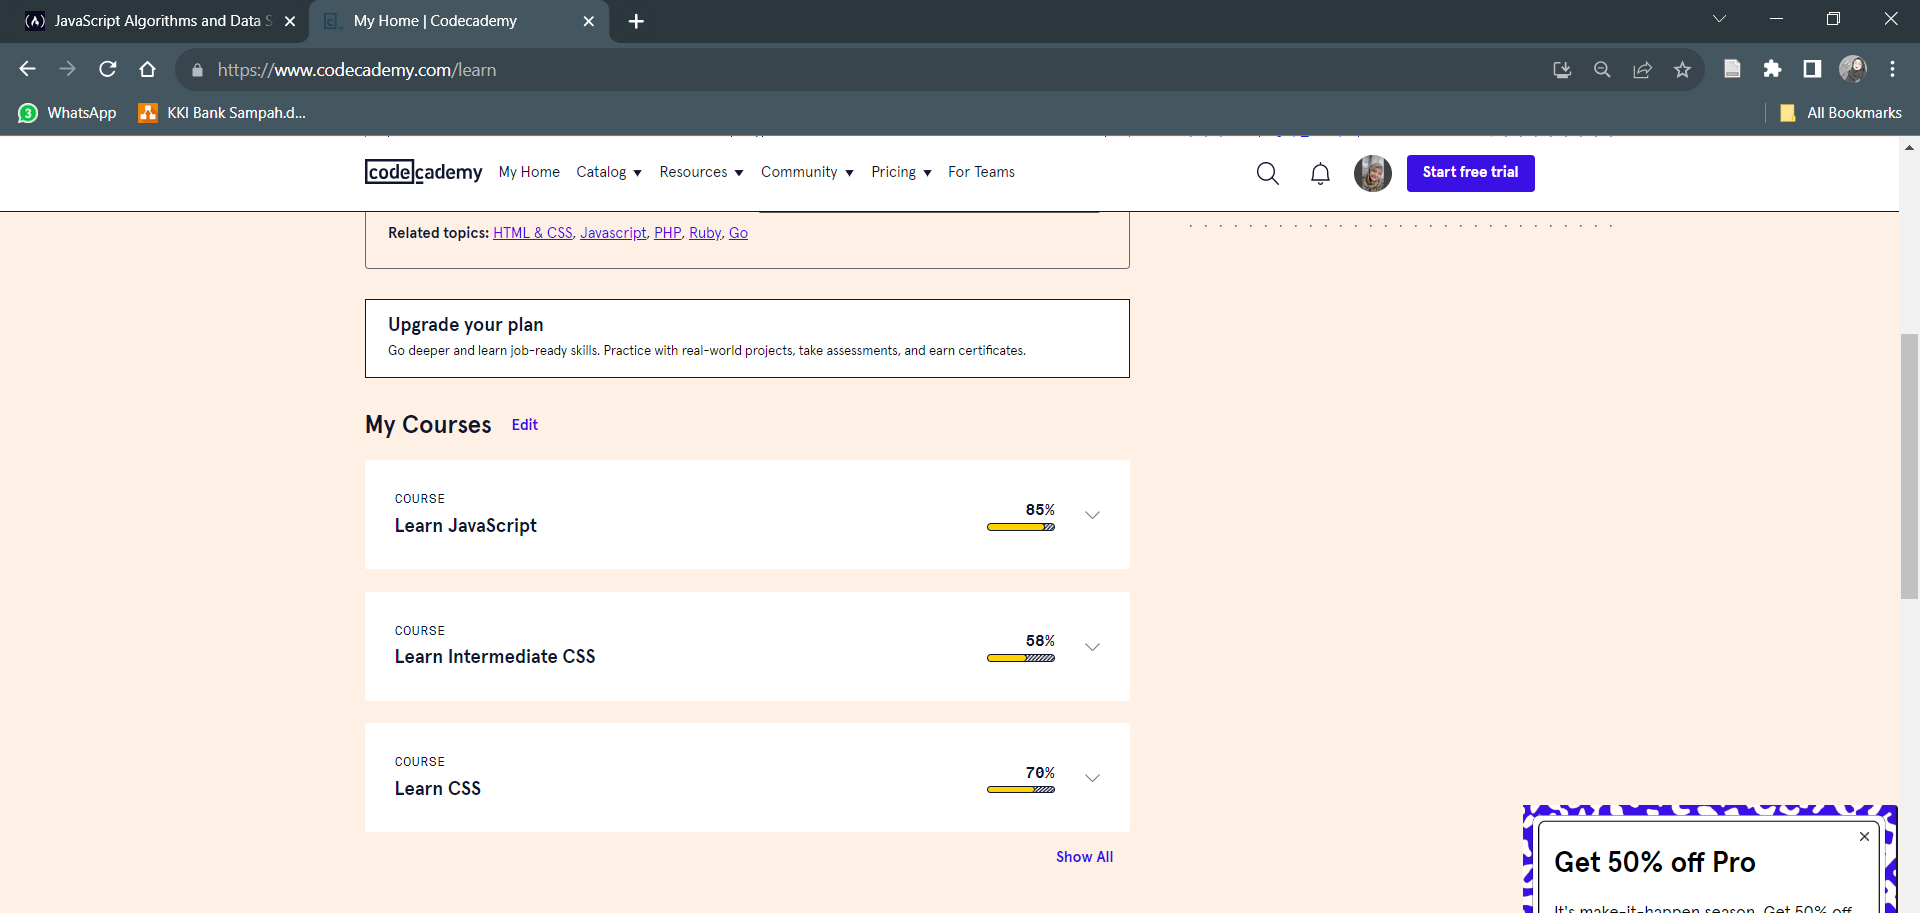 JavaScript Algorithms and Data S
My Home | Codecademy
https://www.codecademy.com/learn
3 WhatsApp
KKI Bank Sampah.d...
All Bookmarks
codecademy
My Home
Catalog
Resources
Community
Pricing
For Teams
Start free trial
Related topics: HTML & CSS, Javascript, PHP, Ruby, Go
Upgrade your plan
Go deeper and learn job-ready skills. Practice with real-world projects, take assessments, and earn certificates.
My Courses Edit
COURSE
Learn JavaScript
85%
COURSE
Learn Intermediate CSS
58%
COURSE
Learn CSS
70%
Show All
Get 50% off Pro
It's make-it-happen season. Get 50% off